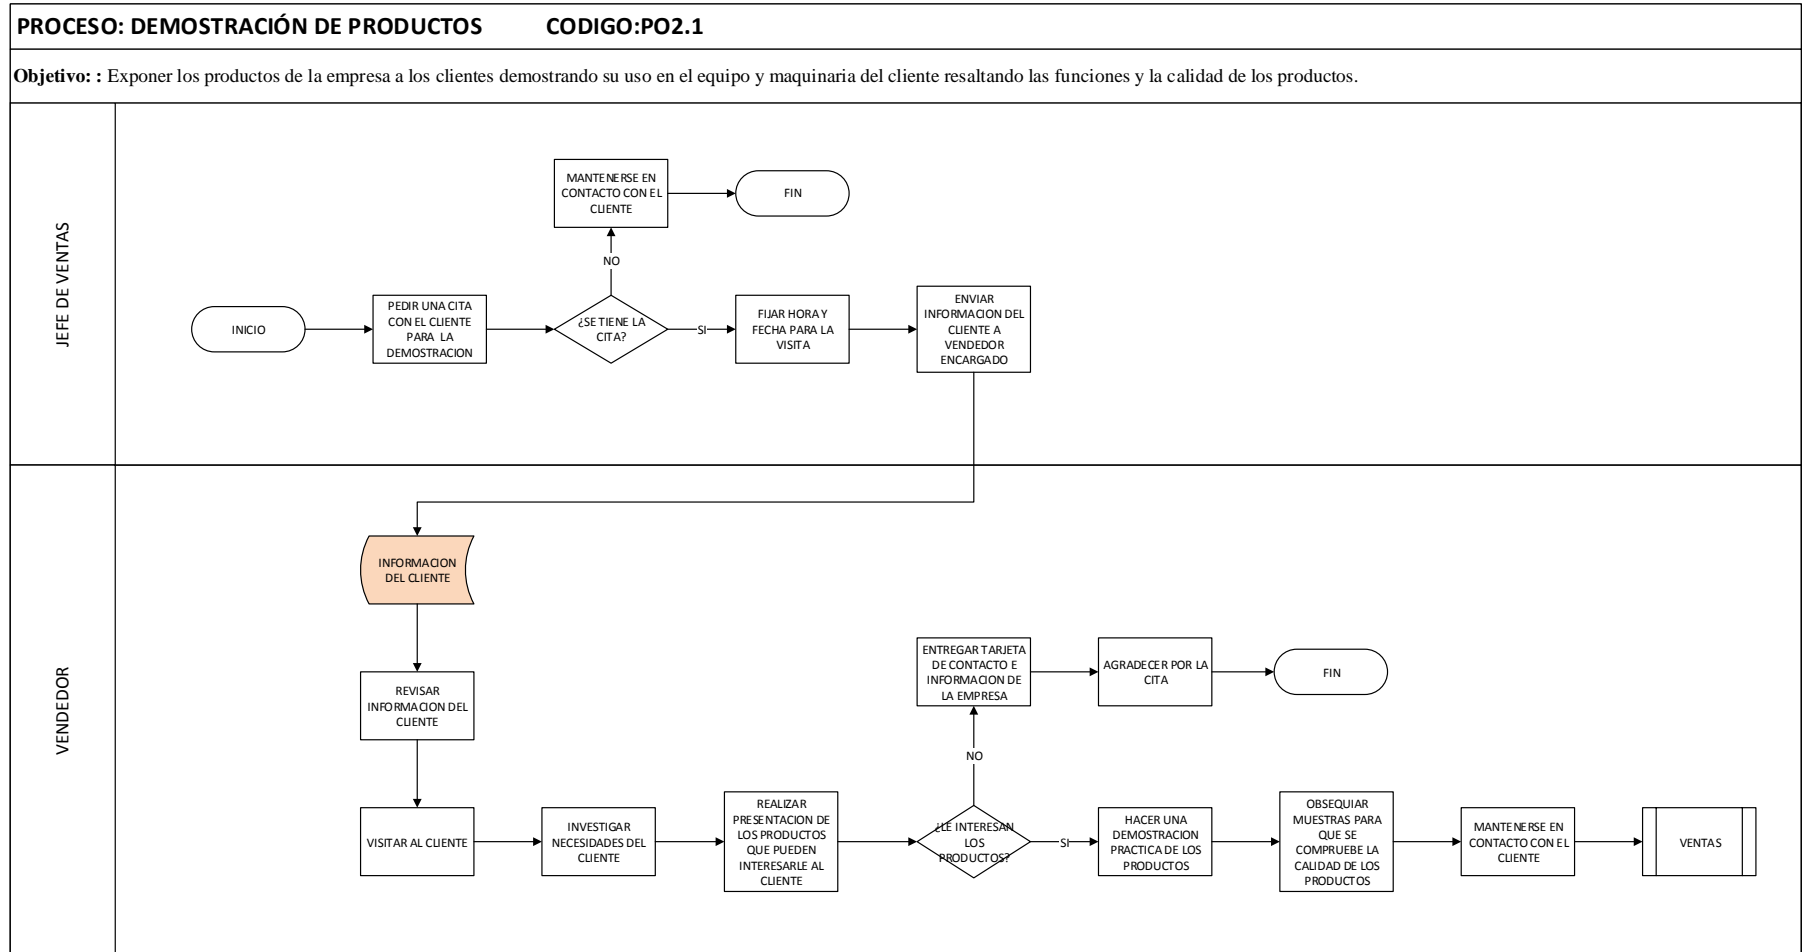 PROCESO: DEMOSTRACIÓN DE PRODUCTOS CODIGO:PO2.1
Objetivo: : Exponer los productos de la empresa a los clientes demostrando su uso en el equipo y maquinaria del cliente resaltando las funciones y la calidad de los productos.
JEFE DE VENTAS
MANTENERSE EN
CONTACTO CON EL
CLIENTE
FIN
NO
INICIO
PEDIR UNA CITA
CON EL CLIENTE
PARA LA
DEMOSTRACION
¿SE TIENE LA
CITA?
SI
FIJAR HORA Y
FECHA PARA LA
VISITA
ENVIAR
INFORMACION DEL
CLIENTE A
VENDEDOR
ENCARGADO
VENDEDOR
INFORMACION
DEL CLIENTE
REVISAR
INFORMACION DEL
CLIENTE
ENTREGAR TARJETA
DE CONTACTO E
INFORMACION DE
LA EMPRESA
AGRADECER POR LA
CITA
FIN
NO
VISITAR AL CLIENTE
INVESTIGAR
NECESIDADES DEL
CLIENTE
REALIZAR
PRESENTACION DE
LOS PRODUCTOS
QUE PUEDEN
INTERESARLE AL
CLIENTE
¿LE INTERESAN
LOS
PRODUCTOS?
SI
HACER UNA
DEMOSTRACION
PRACTICA DE LOS
PRODUCTOS
OBSEQUIAR
MUESTRAS PARA
QUE SE
COMPRUEBE LA
CALIDAD DE LOS
PRODUCTOS
MANTENERSE EN
CONTACTO CON EL
CLIENTE
VENTAS